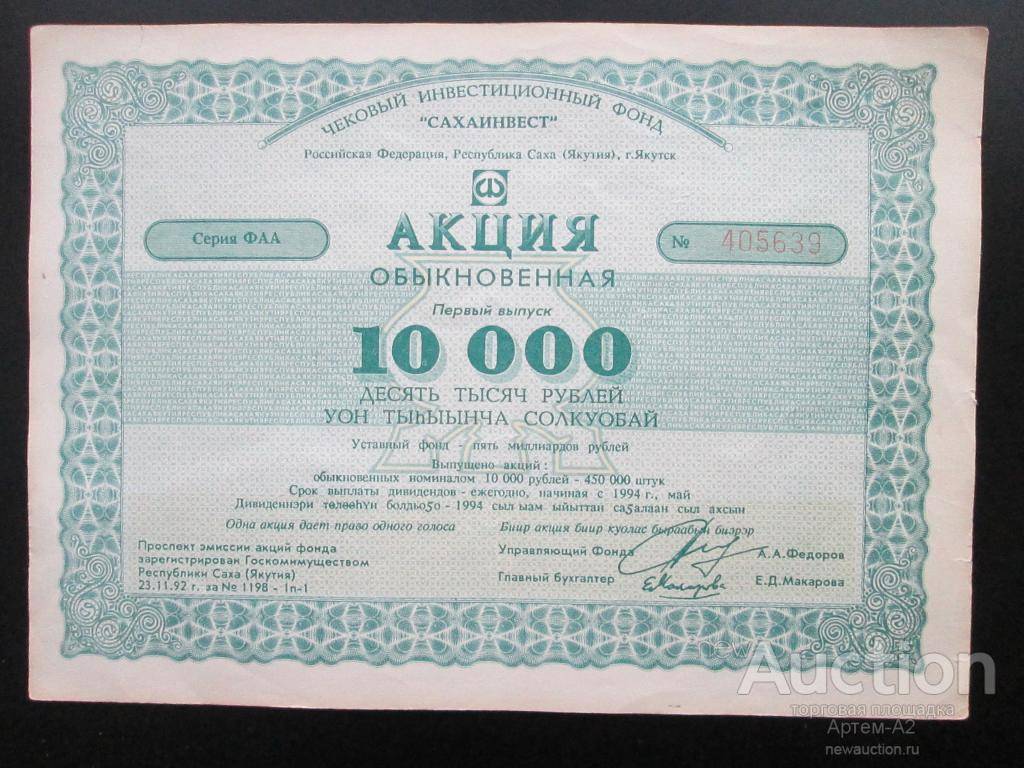 ЧЕКОВЫЙ ИНВЕСТИЦИОННЫЙ ФОНД
"САХАИНВЕСТ"
Российская Федерация, Республика Саха (Якутия), г.Якутск
Серия ФАА
АКЦИЯ
№ 405639
ОБЫКНОВЕННАЯ
Первый выпуск
10 000
ДЕСЯТЬ ТЫСЯЧ РУБЛЕЙ
УОН ТЫҺЫЫНЧА СОЛКУОБАЙ
Уставный фонд - пять миллиардов рублей
Выпущено акций:
обыкновенных номиналом 10 000 рублей - 450 000 штук
Срок выплаты дивидендов - ежегодно, начиная с 1994 г., май
Дивиденнэри төлөөһүн болдьоҕо - 1994 сыл ыам ыйыттан саҕалаан сыл ахсын
Одна акция дает право одного голоса
Биир акция биир куолас быраабын биэрэр
Проспект эмиссии акций фонда
зарегистрирован Госкомимуществом
Республики Саха (Якутия)
23.11.92 г. за № 1198 - 1п-1
Управляющий Фонда А.А.Федоров
Главный бухгалтер Е.Д.Макарова
new
Auction
торговая площадка
Артем-А2
newauction.ru